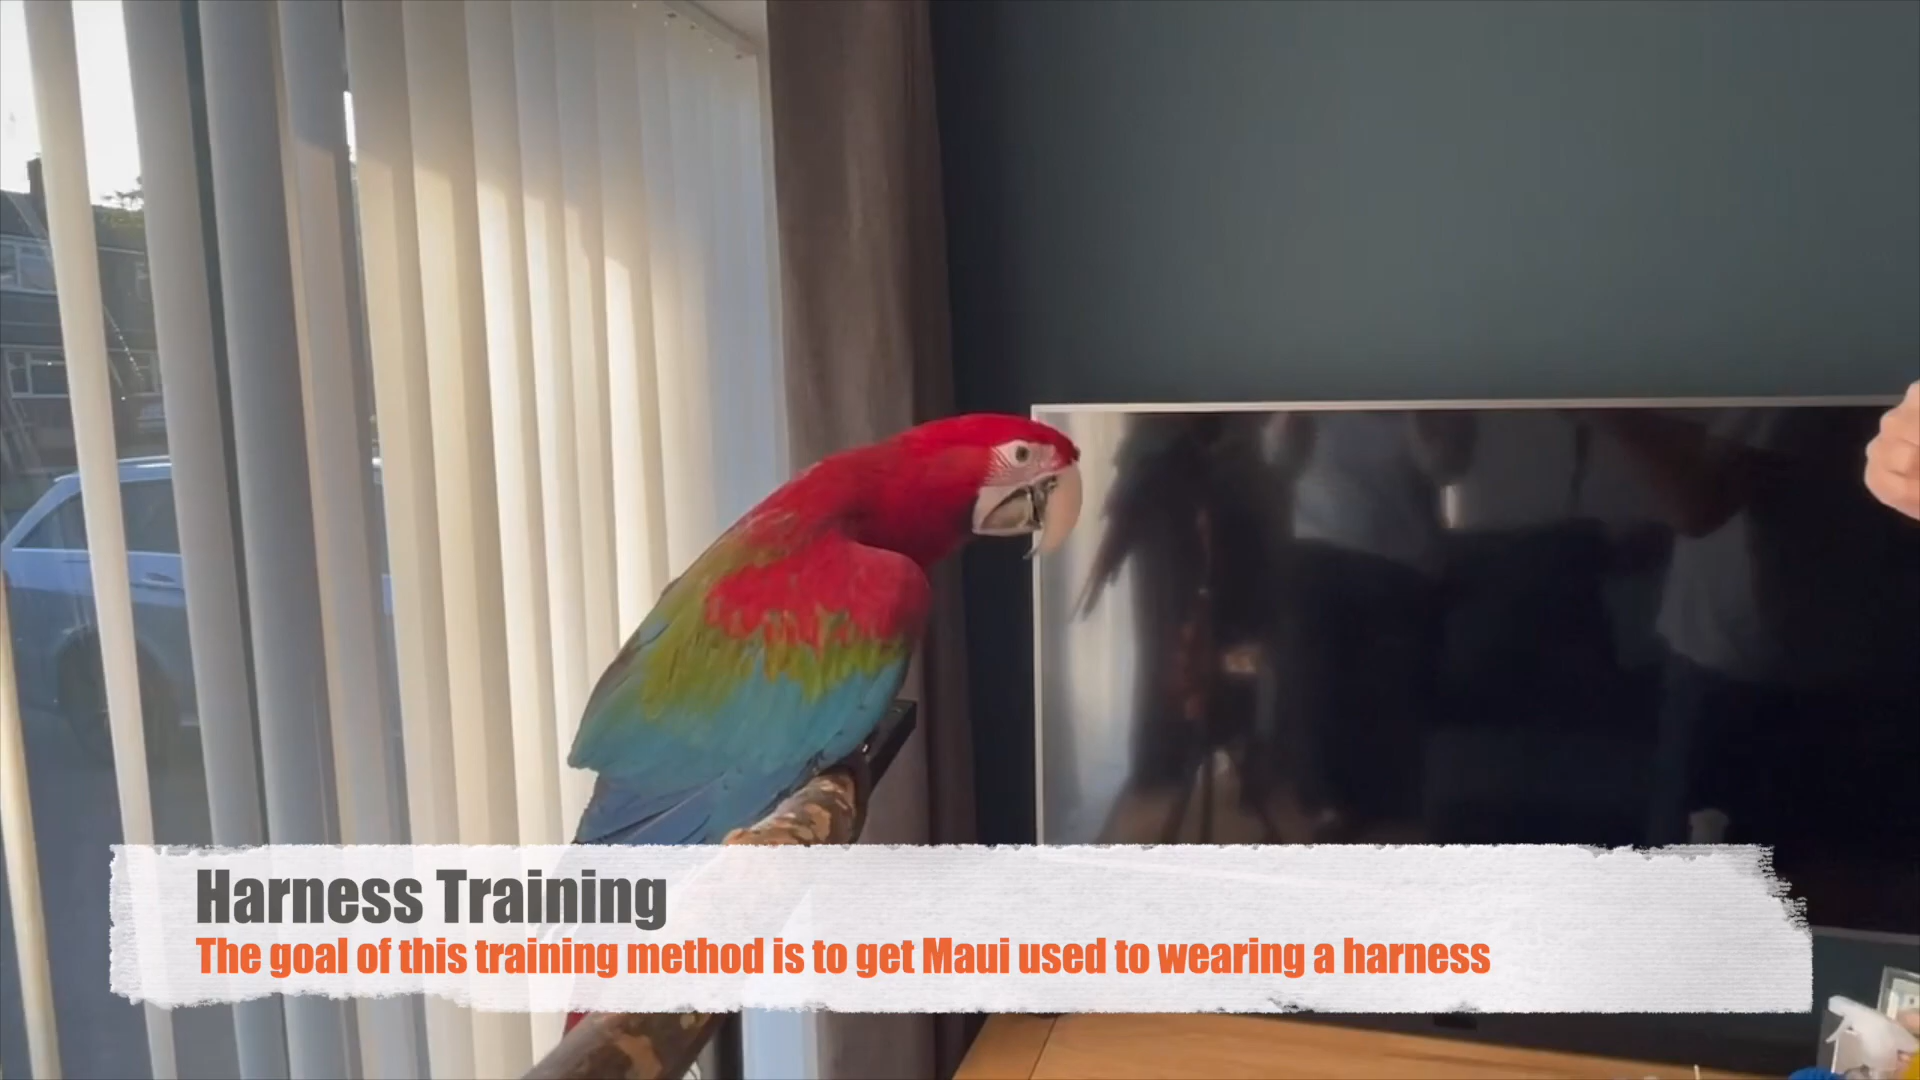 Harness Training
The goal of this training method is to get Maui used to wearing a harness